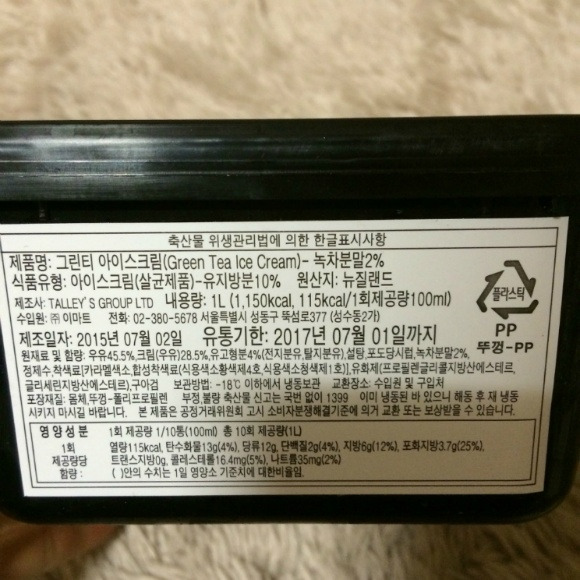 축산물 위생관리법에 의한 한글표시사항
제품명: 그린티 아이스크림(Green Tea Ice Cream)- 녹차분말2%
식품유형: 아이스크림(살균제품)-유지방분10% 원산지: 뉴질랜드
제조사: TALLEY'S GROUP LTD 내용량: 1L (1,150kcal, 115kcal/1회제공량100ml)
수입원: ㈜ 이마트 전화: 02-380-5678 서울특별시 성동구 뚝섬로377 (성수동2가)
제조일자: 2015년 07월 02일 유통기한: 2017년 07월 01일까지
원재료 및 함량: 우유45.5%,크림(우유)28.5%,유고형분4%(전지분유,탈지분유),설탕,포도당시럽,녹차분말2%,
정제수,착색료(카라멜색소,합성착색료(식용색소황색제4호,식용색소청색제1호),유화제(프로필렌글리콜지방산에스테르,
글리세린지방산에스테르),구아검 보관방법: -18℃ 이하에서 냉동보관 교환장소: 수입원 및 구입처
포장재질: 몸체,뚜껑-폴리프로필렌 부정,불량 축산물 신고는 국번 없이 1399 이미 냉동된 바 있으니 해동 후 재 냉동
시키지 마시길 바랍니다. 본 제품은 공정거래위원회 고시 소비자분쟁해결기준에 의거 교환 또는 보상받을 수 있습니다.
플라스틱
PP
뚜껑-PP
영양성분 1회 제공량 1/10통(100ml) 총 10회 제공량(1L)
1회 제공량당 함량: 열량115kcal,탄수화물13g(4%), 당류12g, 단백질2g(4%), 지방6g(12%), 포화지방3.7g(25%),
트랜스지방0g, 콜레스테롤16.4mg(5%), 나트륨35mg(2%)
( )안의 수치는 1일 영양소 기준치에 대한비율임.